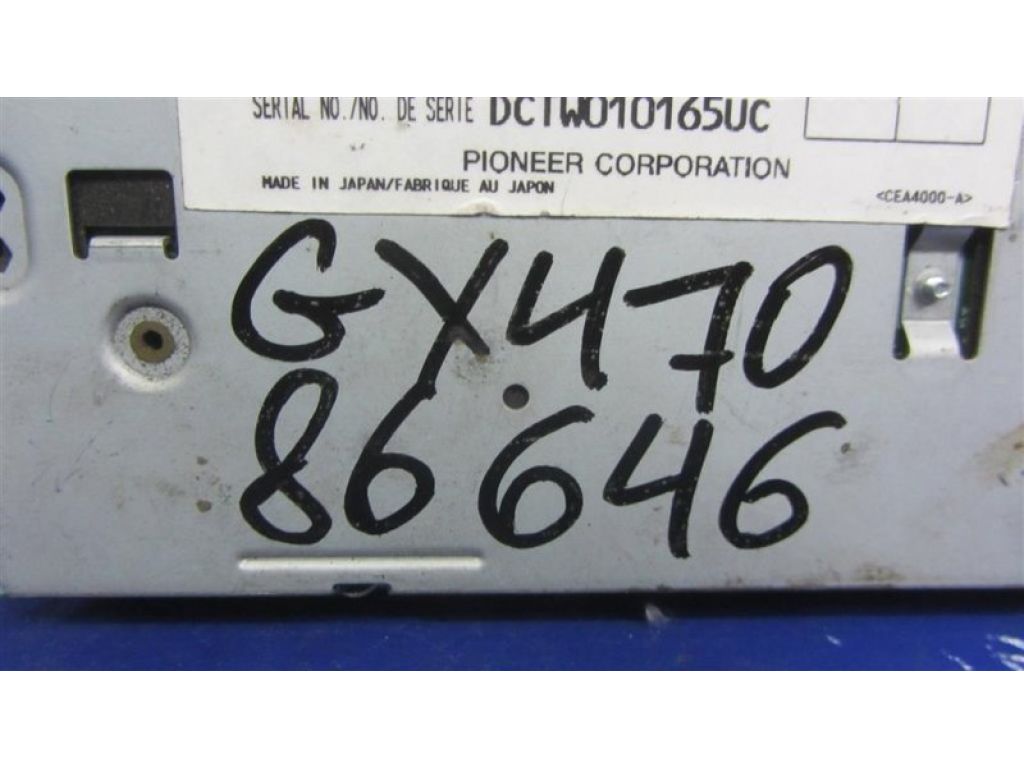 SERIAL NO./NO. DE SERIE DCTW010165UC
PIONEER CORPORATION
MADE IN JAPAN/FABRIQUE AU JAPON
<CEA4000-A>
GX470
86646